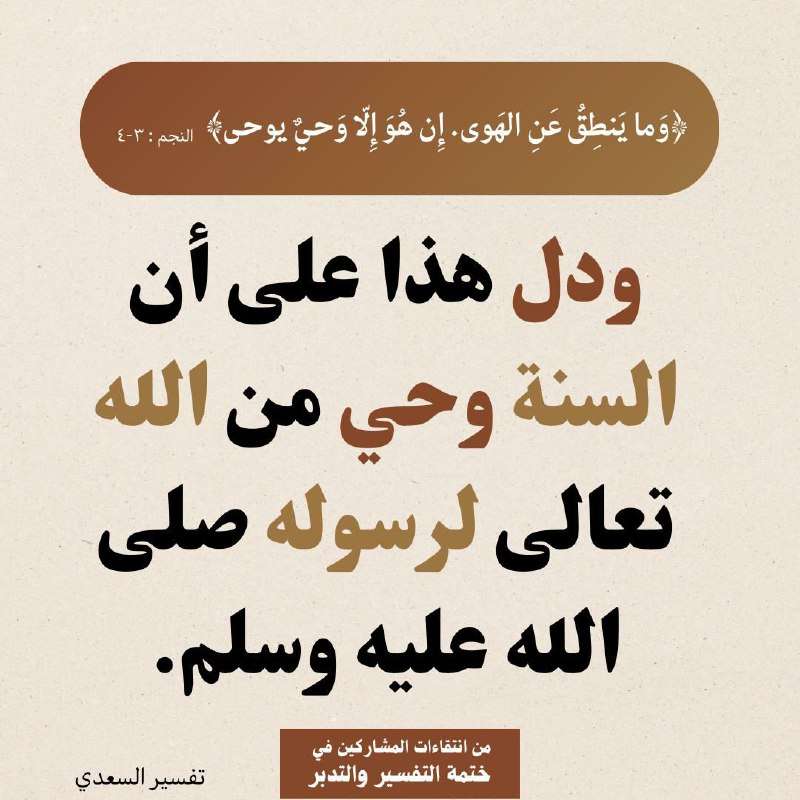 ﴿وَما يَنطِقُ عَنِ الهَوى. إِن هُوَ إِلّا وَحيٌ يوحى﴾ النجم: ٣-٤
ودل هذا على أن
السنة وحي من الله
تعالى لرسوله صلى
الله عليه وسلم.
من انتقاءات المشاركين في
ختمة التفسير والتدبر
تفسير السعدي